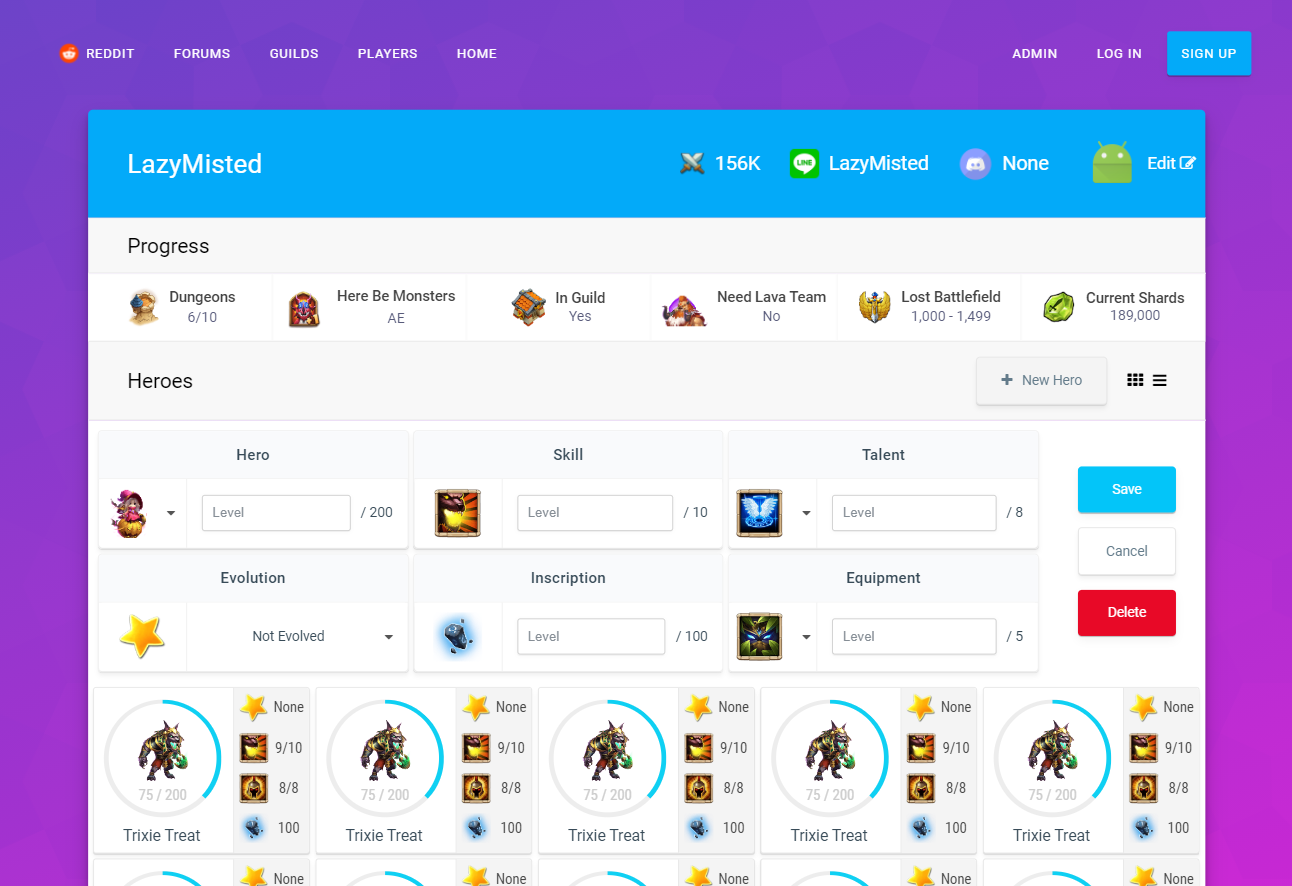 REDDIT FORUMS GUILDS PLAYERS HOME ADMIN LOG IN SIGN UP
LazyMisted 156K LINE LazyMisted None Edit
Progress
Dungeons Here Be Monsters In Guild Need Lava Team Lost Battlefield Current Shards
6/10 AE Yes No 1,000 - 1,499 189,000
Heroes + New Hero
Hero Skill Talent
Level / 200 Level / 10 Level / 8
Save
Cancel
Delete
Evolution Inscription Equipment
Not Evolved Level / 100 Level / 5
None None None None None
9/10 9/10 9/10 9/10 9/10
8/8 8/8 8/8 8/8 8/8
75 / 200 75 / 200 75 / 200 75 / 200 75 / 200
100 100 100 100 100
Trixie Treat Trixie Treat Trixie Treat Trixie Treat Trixie Treat
None None None None None